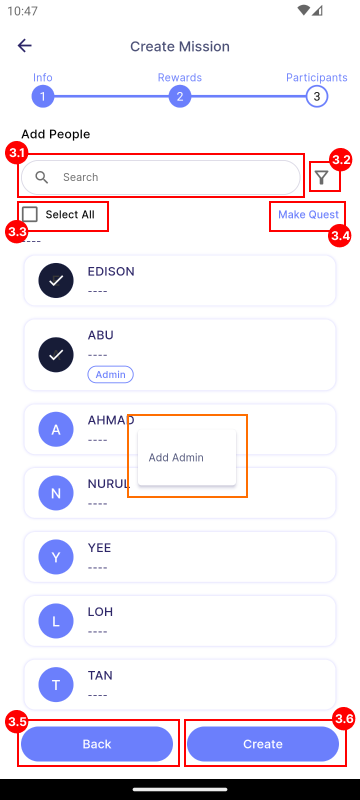 10:47
Create Mission
Info
Rewards
Participants
1
2
3
Add People
3.1
3.2
Search
3.3
Select All
Make Quest
3.4
----
EDISON
----
ABU
----
Admin
A
AHMAD
----
Add Admin
N
NURUL
----
Y
YEE
----
L
LOH
----
T
TAN
----
3.5
Back
3.6
Create